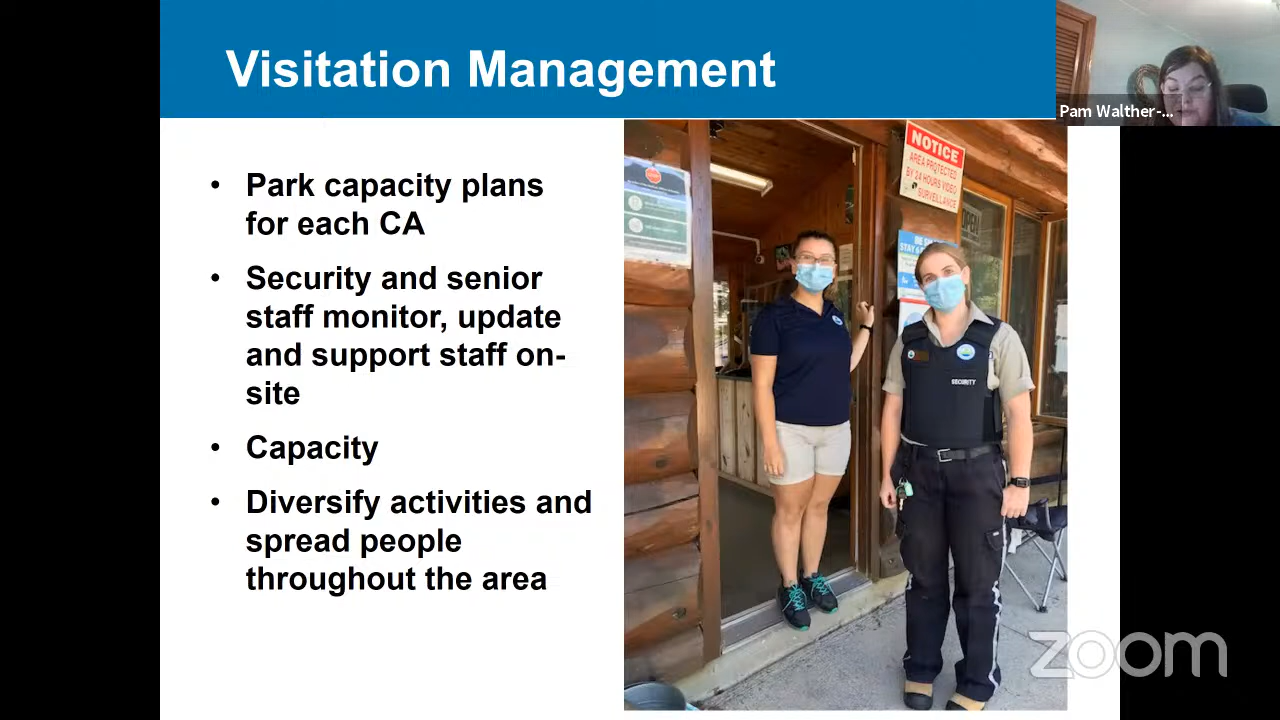 Visitation Management
Pam Walther-...
• Park capacity plans
for each CA
• Security and senior
staff monitor, update
and support staff on-
site
• Capacity
• Diversify activities and
spread people
throughout the area
NOTICE
AREA PROTECTED
BY 24 HOURS VIDEO
SURVEILLANCE
OPEN
SECURITY
zoom